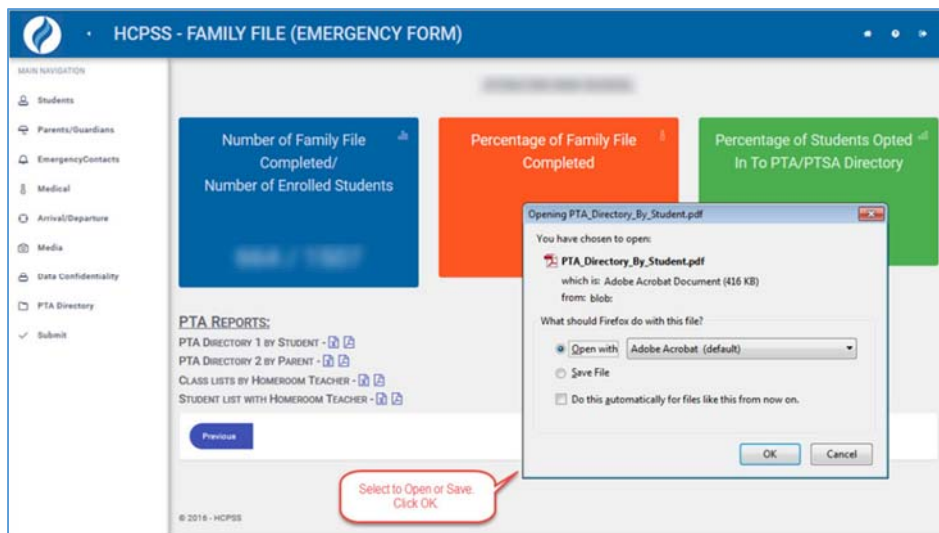 HCPSS - FAMILY FILE (EMERGENCY FORM)
MAIN NAVIGATION
Students
Parents/Guardians
EmergencyContacts
Medical
Arrival/Departure
Media
Data Confidentiality
PTA Directory
Submit
Number of Family File
Completed/
Number of Enrolled Students
Percentage of Family File
Completed
Percentage of Students Opted
In To PTA/PTSA Directory
PTA REPORTS:
PTA DIRECTORY 1 BY STUDENT -
PTA DIRECTORY 2 BY PARENT -
CLASS LISTS BY HOMEROOM TEACHER -
STUDENT LIST WITH HOMEROOM TEACHER -
Previous
© 2016 - HCPSS
Opening PTA_Directory_By_Student.pdf
You have chosen to open:
PTA_Directory_By_Student.pdf
which is: Adobe Acrobat Document (416 KB)
from: blob:
What should Firefox do with this file?
Open with Adobe Acrobat (default)
Save File
Do this automatically for files like this from now on.
OK Cancel
Select to Open or Save.
Click OK